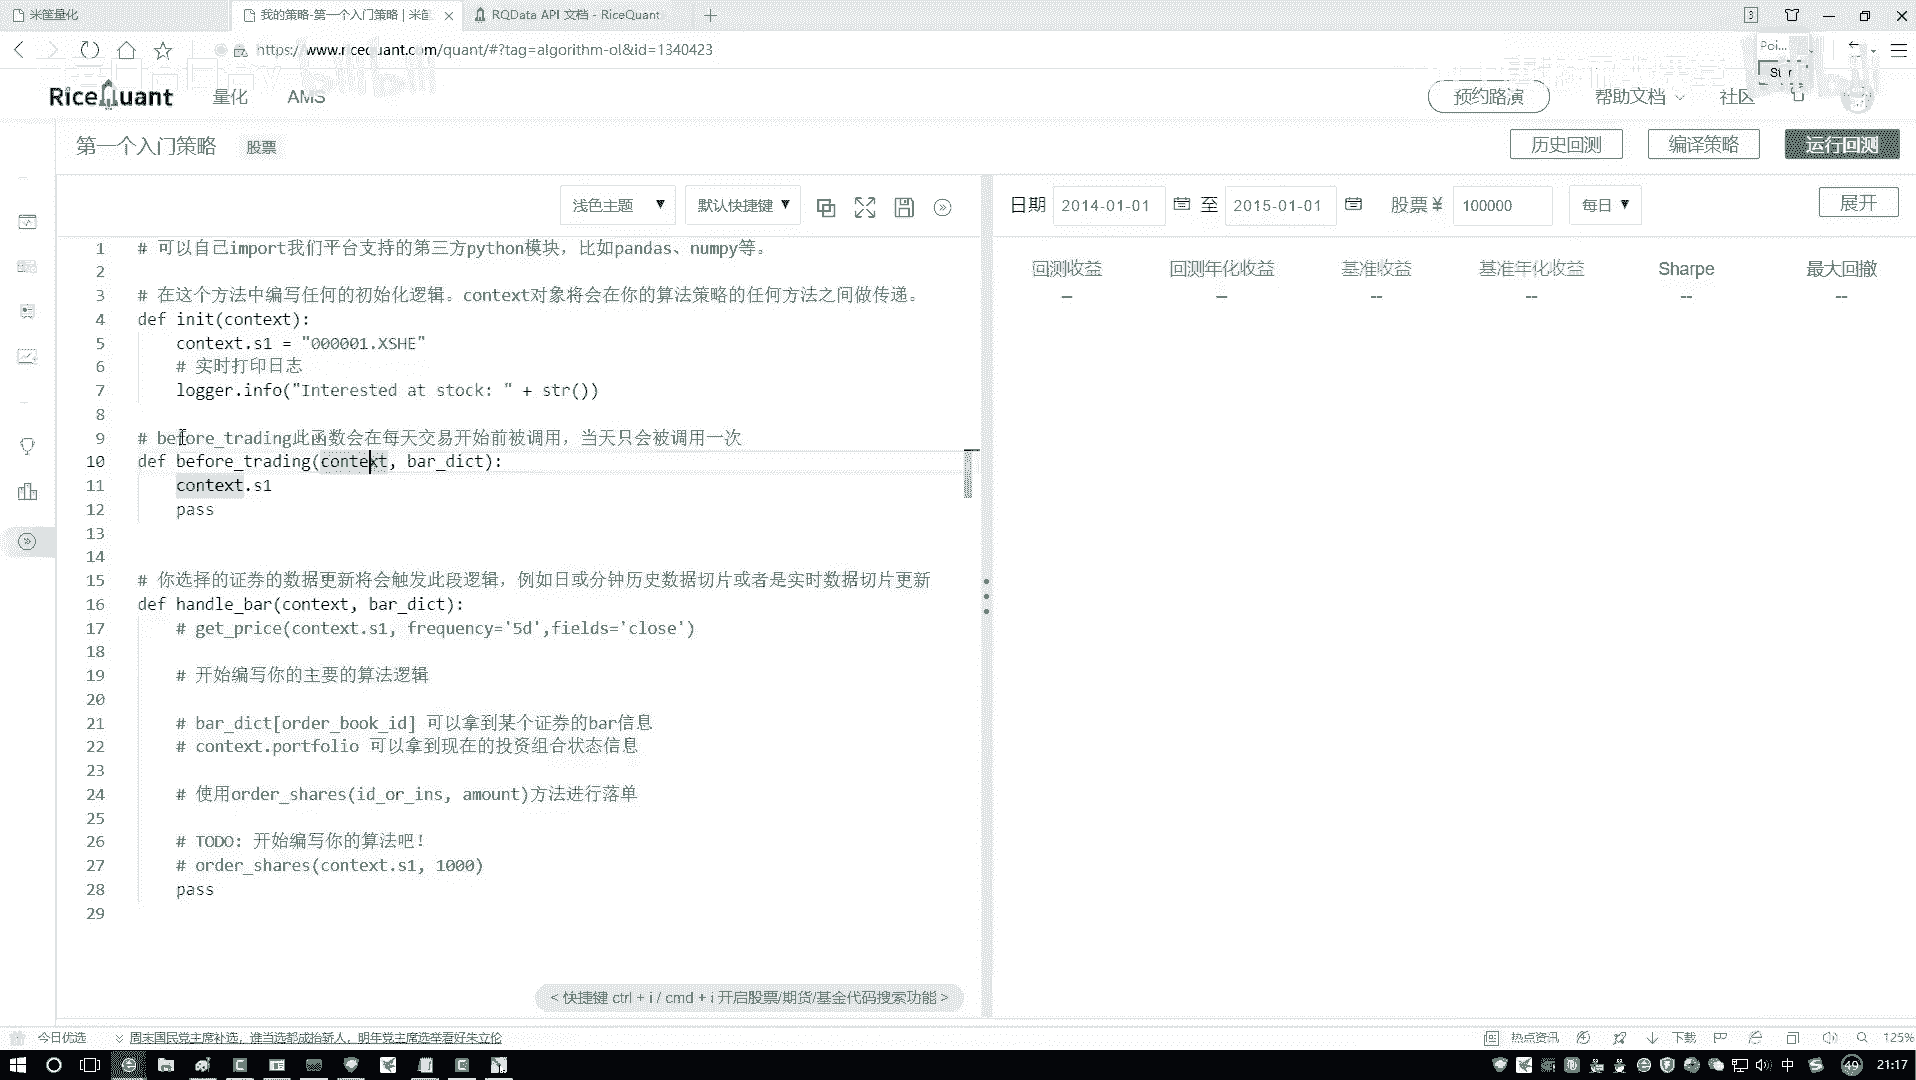 米筐量化
我的策略-第一个入门策略 | 米筐
RQData API 文档 - RiceQuant
3
https://www.ricequant.com/quant/#?tag=algorithm-ol&id=1340423
Poi...
RiceQuant
量化
AMS
预约路演
帮助文档
社区
第一个入门策略
股票
历史回测
编译策略
运行回测
浅色主题
默认快捷键
日期 2014-01-01 至 2015-01-01 股票 ¥ 100000 每日
展开
回测收益 回测年化收益 基准收益 基准年化收益 Sharpe 最大回撤
-- -- -- -- -- --
1 # 可以自己import我们平台支持的第三方python模块，比如pandas、numpy等。
2
3 # 在这个方法中编写任何的初始化逻辑。context对象将会在你的算法策略的任何方法之间做传递。
4 def init(context):
5 context.s1 = "000001.XSHE"
6 # 实时打印日志
7 logger.info("Interested at stock: " + str())
8
9 # before_trading此函数会在每天交易开始前被调用，当天只会被调用一次
10 def before_trading(context, bar_dict):
11 context.s1
12 pass
13
14
15 # 你选择的证券的数据更新将会触发此段逻辑，例如日或分钟历史数据切片或者是实时数据切片更新
16 def handle_bar(context, bar_dict):
17 # get_price(context.s1, frequency='5d',fields='close')
18
19 # 开始编写你的主要的算法逻辑
20
21 # bar_dict[order_book_id] 可以拿到某个证券的bar信息
22 # context.portfolio 可以拿到现在的投资组合状态信息
23
24 # 使用order_shares(id_or_ins, amount)方法进行落单
25
26 # TODO: 开始编写你的算法吧！
27 # order_shares(context.s1, 1000)
28 pass
29
< 快捷键 ctrl + i / cmd + i 开启股票/期货/基金代码搜索功能 >
今日优选
周末国民党主席补选，谁当选都成抬轿人，明年党主席选举看好朱立伦
热点资讯
下载
125%
中
49
21:17